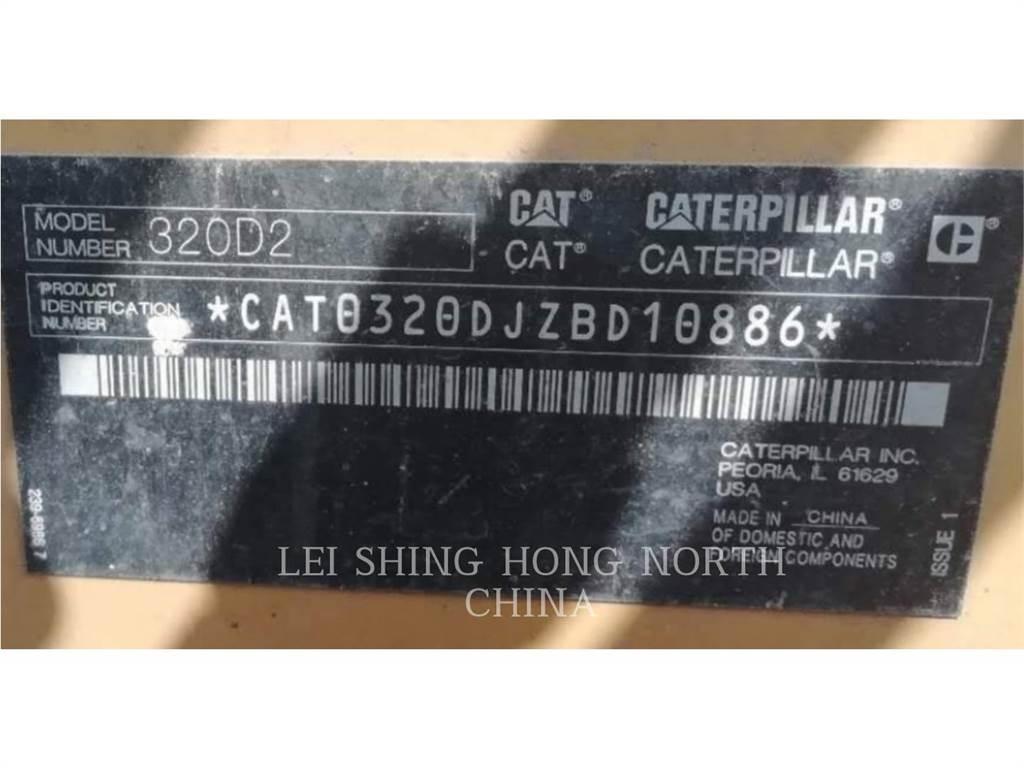 CAT® CATERPILLAR®
MODEL
NUMBER 320D2
CAT® CATERPILLAR®
PRODUCT
IDENTIFICATION
NUMBER
*CAT0320DJZBD10886*
CATERPILLAR INC.
PEORIA, IL 61629
USA
MADE IN CHINA
OF DOMESTIC AND
FOREIGN COMPONENTS
ISSUE 1
LEI SHING HONG NORTH
CHINA